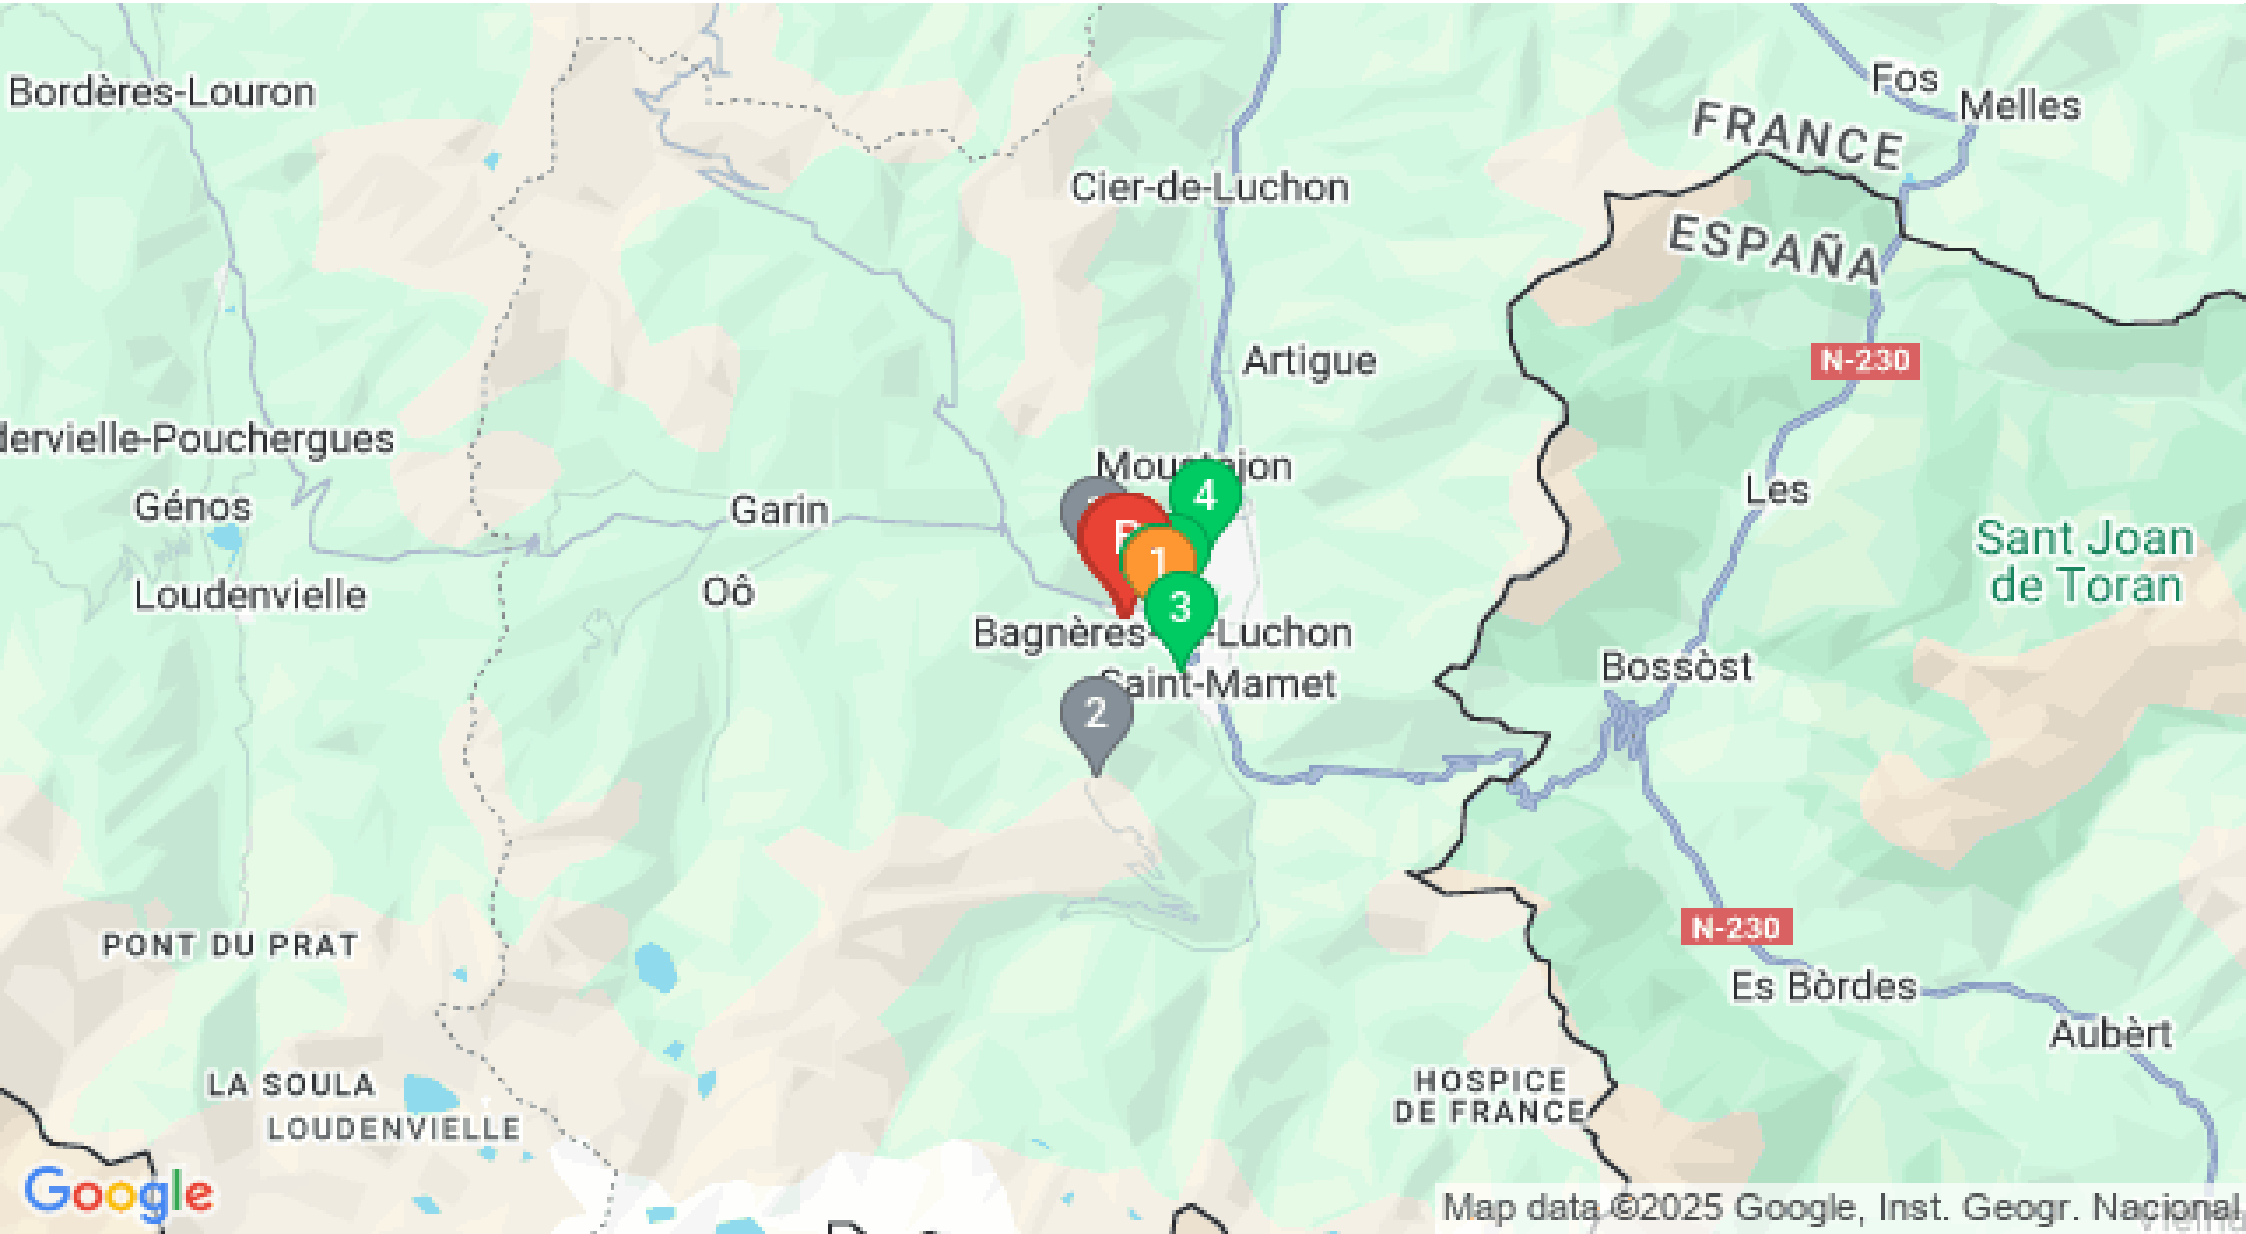 Bordères-Louron
Fos
Melles
FRANCE
Cier-de-Luchon
ESPAÑA
Artigue
N-230
dervielle-Pouchergues
Génos
Garin
4
Les
Sant Joan
de Toran
1
Loudenvielle
Oô
3
Luchon
Bossòst
Saint-Mamet
2
PONT DU PRAT
N-230
Es Bòrdes
Aubèrt
LA SOULA
LOUDENVIELLE
HOSPICE
DE FRANCE
Google
Map data ©2025 Google, Inst. Geogr. Nacional